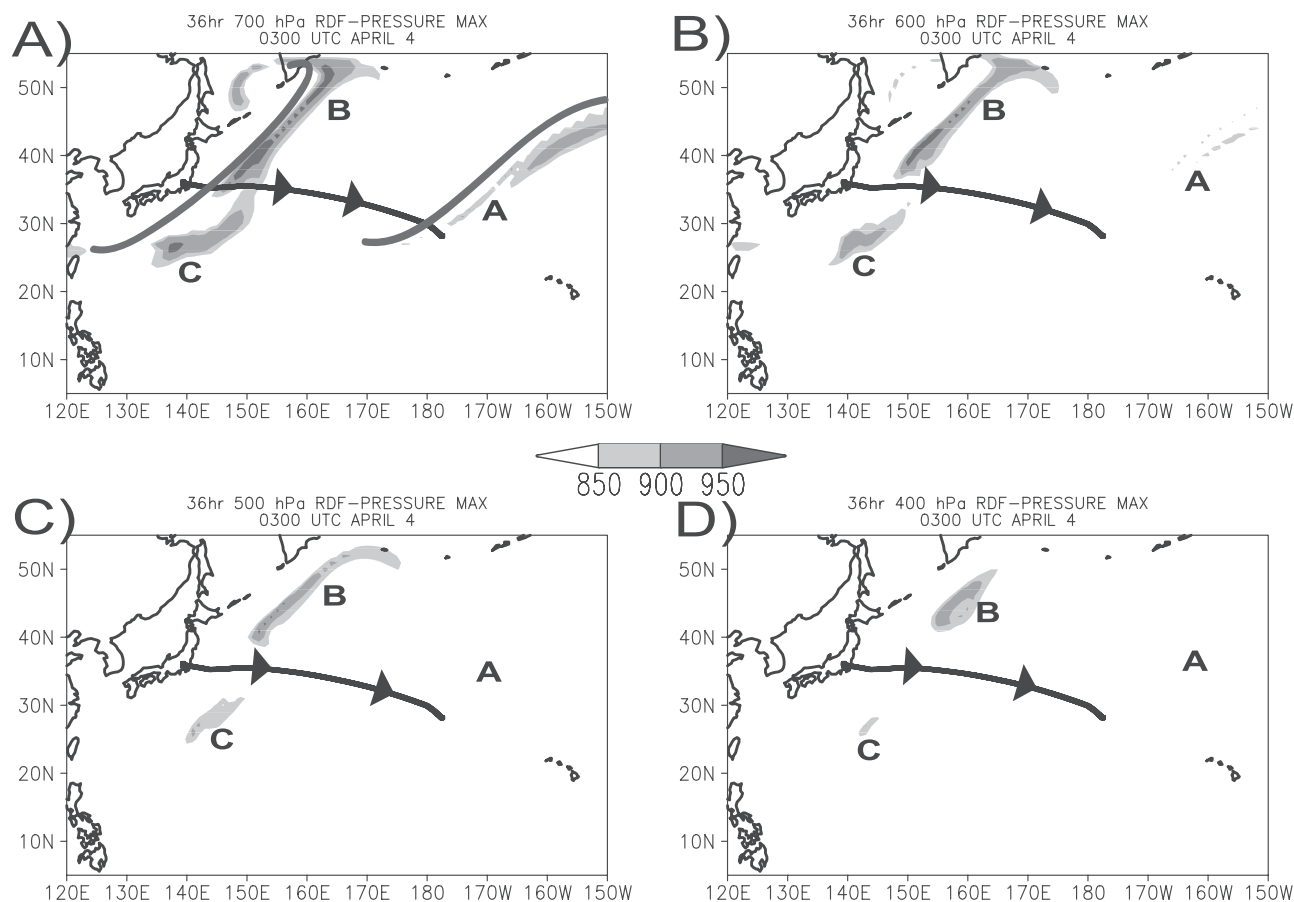 A)
36hr 700 hPa RDF-PRESSURE MAX
0300 UTC APRIL 4
50N
40N
30N
20N
10N
120E 130E 140E 150E 160E 170E 180 170W 160W 150W
B
A
C
B)
36hr 600 hPa RDF-PRESSURE MAX
0300 UTC APRIL 4
50N
40N
30N
20N
10N
120E 130E 140E 150E 160E 170E 180 170W 160W 150W
B
A
C
850 900 950
C)
36hr 500 hPa RDF-PRESSURE MAX
0300 UTC APRIL 4
50N
40N
30N
20N
10N
120E 130E 140E 150E 160E 170E 180 170W 160W 150W
B
A
C
D)
36hr 400 hPa RDF-PRESSURE MAX
0300 UTC APRIL 4
50N
40N
30N
20N
10N
120E 130E 140E 150E 160E 170E 180 170W 160W 150W
B
A
C